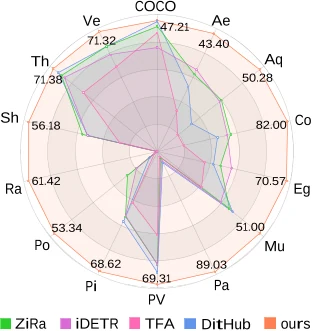 COCO
Ve
47.21
Ae
71.32
43.40
Th
Aq
71.38
50.28
Sh
56.18
82.00
Co
Ra
61.42
70.57
Eg
Po
53.34
51.00
Mu
68.62
89.03
Pi
69.31
Pa
PV
ZiRa iDETR TFA DitHub ours